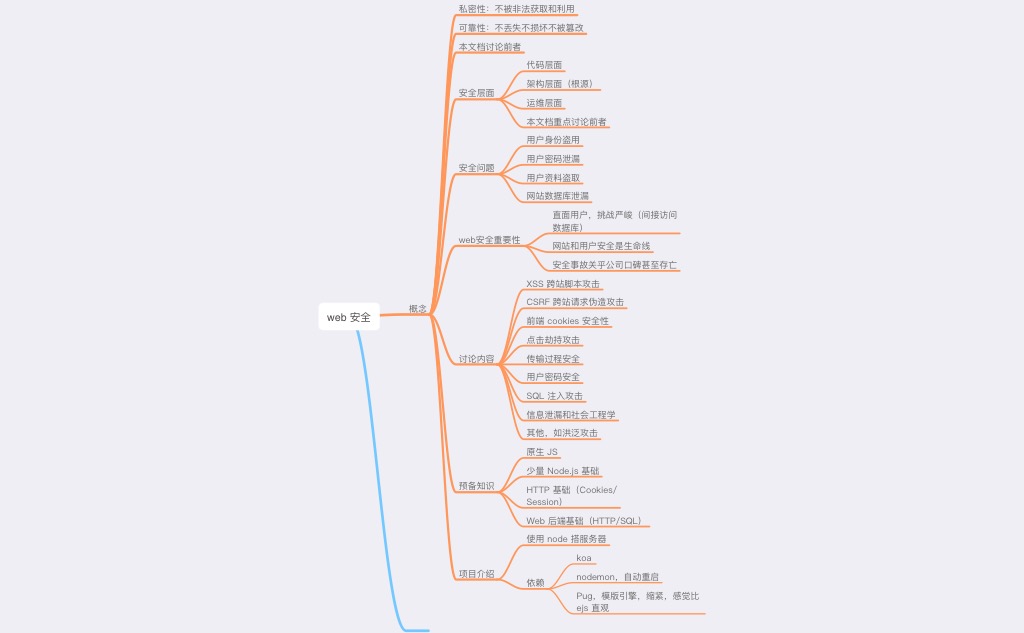 私密性：不被非法获取和利用
可靠性：不丢失不损坏不被篡改
本文档讨论前者
代码层面
安全层面
架构层面（根源）
运维层面
本文档重点讨论前者
用户身份盗用
用户密码泄漏
安全问题
用户资料盗取
网站数据库泄漏
直面用户，挑战严峻（间接访问
数据库）
web安全重要性
网站和用户安全是生命线
安全事故关乎公司口碑甚至存亡
XSS 跨站脚本攻击
CSRF 跨站请求伪造攻击
概念
web 安全
前端 cookies 安全性
点击劫持攻击
讨论内容
传输过程安全
用户密码安全
SQL 注入攻击
信息泄漏和社会工程学
其他，如洪泛攻击
原生 JS
少量 Node.js 基础
预备知识
HTTP 基础（Cookies/
Session）
Web 后端基础（HTTP/SQL）
使用 node 搭服务器
项目介绍
koa
依赖
nodemon，自动重启
Pug，模版引擎，缩紧，感觉比
ejs 直观